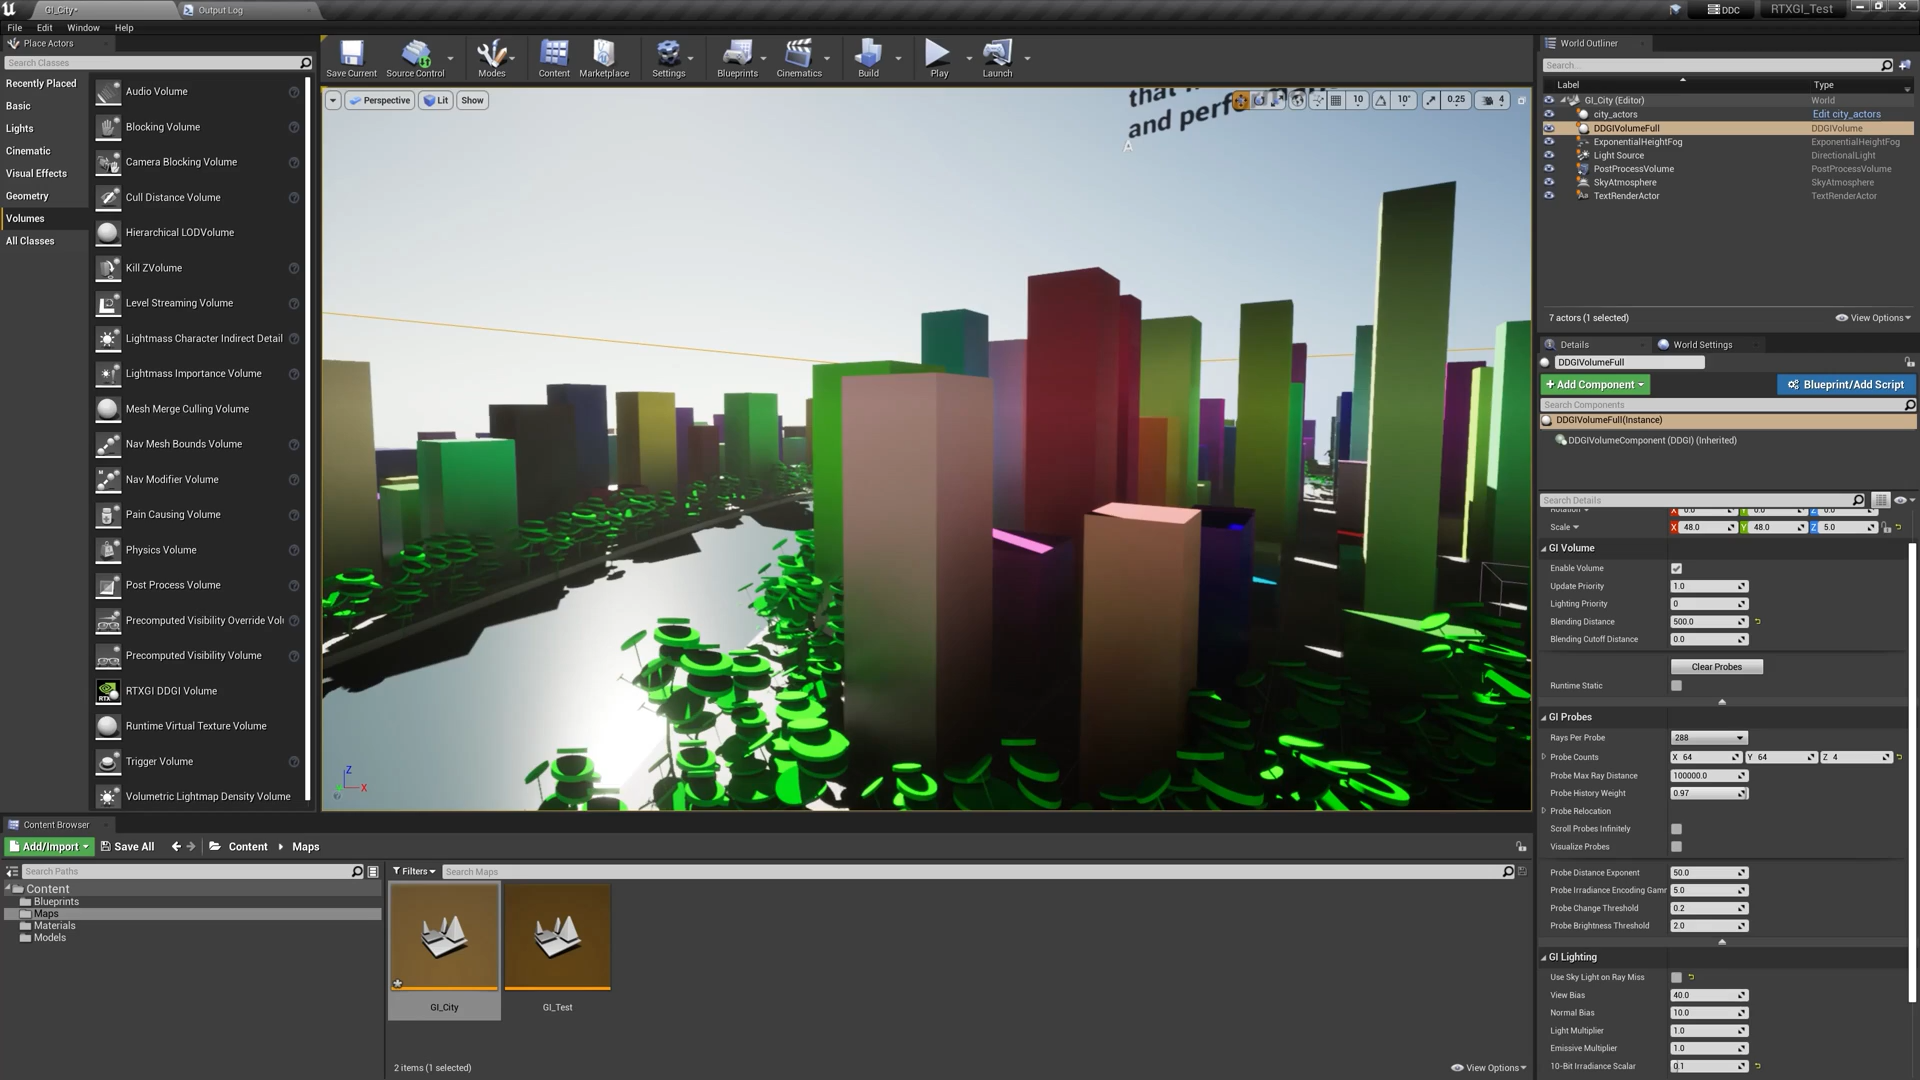 GI_City*
Output Log
DDC
RTXGI_Test
File Edit Window Help
Place Actors
Search Classes
Recently Placed
Basic
Lights
Cinematic
Visual Effects
Geometry
Volumes
All Classes
Audio Volume
Blocking Volume
Camera Blocking Volume
Cull Distance Volume
Hierarchical LODVolume
Kill ZVolume
Level Streaming Volume
Lightmass Character Indirect Detail
Lightmass Importance Volume
Mesh Merge Culling Volume
Nav Mesh Bounds Volume
Nav Modifier Volume
Pain Causing Volume
Physics Volume
Post Process Volume
Precomputed Visibility Override Volu
Precomputed Visibility Volume
RTXGI DDGI Volume
Runtime Virtual Texture Volume
Trigger Volume
Volumetric Lightmap Density Volume
Save Current
Source Control
Modes
Content
Marketplace
Settings
Blueprints
Cinematics
Build
Play
Launch
Perspective
Lit
Show
10
10°
0.25
4
that
and perf
Z
X
World Outliner
Search...
Label Type
GI_City (Editor) World
city_actors Edit city_actors
DDGIVolumeFull DDGIVolume
ExponentialHeightFog ExponentialHeightFog
Light Source DirectionalLight
PostProcessVolume PostProcessVolume
SkyAtmosphere SkyAtmosphere
TextRenderActor TextRenderActor
7 actors (1 selected)
View Options
Details
World Settings
DDGIVolumeFull
+ Add Component
Blueprint/Add Script
Search Components
DDGIVolumeFull(Instance)
DDGIVolumeComponent (DDGI) (Inherited)
Search Details
Rotation X 0.0 Y 0.0 Z 0.0
Scale X 48.0 Y 48.0 Z 5.0
GI Volume
Enable Volume
Update Priority 1.0
Lighting Priority 0
Blending Distance 500.0
Blending Cutoff Distance 0.0
Clear Probes
Runtime Static
GI Probes
Rays Per Probe 288
Probe Counts X 64 Y 64 Z 4
Probe Max Ray Distance 100000.0
Probe History Weight 0.97
Probe Relocation
Scroll Probes Infinitely
Visualize Probes
Probe Distance Exponent 50.0
Probe Irradiance Encoding Gamr 5.0
Probe Change Threshold 0.2
Probe Brightness Threshold 2.0
GI Lighting
Use Sky Light on Ray Miss
View Bias 40.0
Normal Bias 10.0
Light Multiplier 1.0
Emissive Multiplier 1.0
10-Bit Irradiance Scalar 0.1
Content Browser
Add/Import
Save All
Content
Maps
Search Paths
Filters
Search Maps
Content
Blueprints
Maps
Materials
Models
GI_City
GI_Test
2 items (1 selected)
View Options